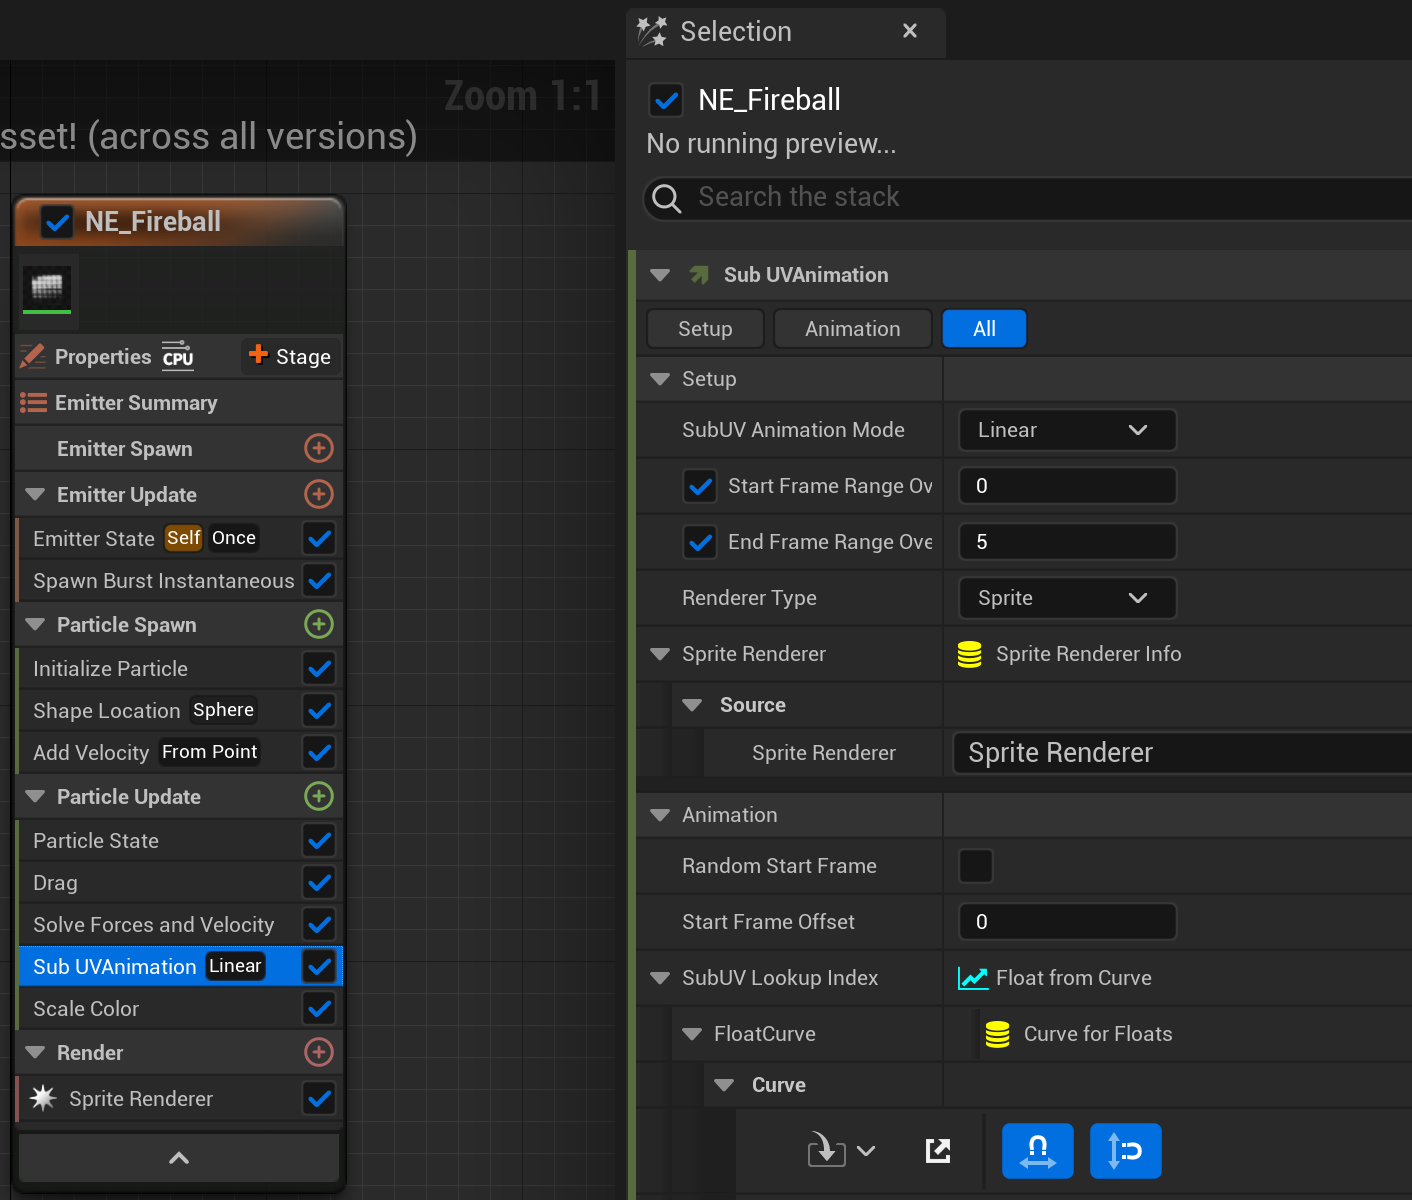 Zoom 1:1
sset! (across all versions)
NE_Fireball
Properties CPU Stage
Emitter Summary
Emitter Spawn
Emitter Update
Emitter State Self Once
Spawn Burst Instantaneous
Particle Spawn
Initialize Particle
Shape Location Sphere
Add Velocity From Point
Particle Update
Particle State
Drag
Solve Forces and Velocity
Sub UVAnimation Linear
Scale Color
Render
Sprite Renderer
Selection
NE_Fireball
No running preview...
Search the stack
Sub UVAnimation
Setup Animation All
Setup
SubUV Animation Mode Linear
Start Frame Range Ov 0
End Frame Range Ove 5
Renderer Type Sprite
Sprite Renderer Sprite Renderer Info
Source
Sprite Renderer Sprite Renderer
Animation
Random Start Frame
Start Frame Offset 0
SubUV Lookup Index Float from Curve
FloatCurve Curve for Floats
Curve